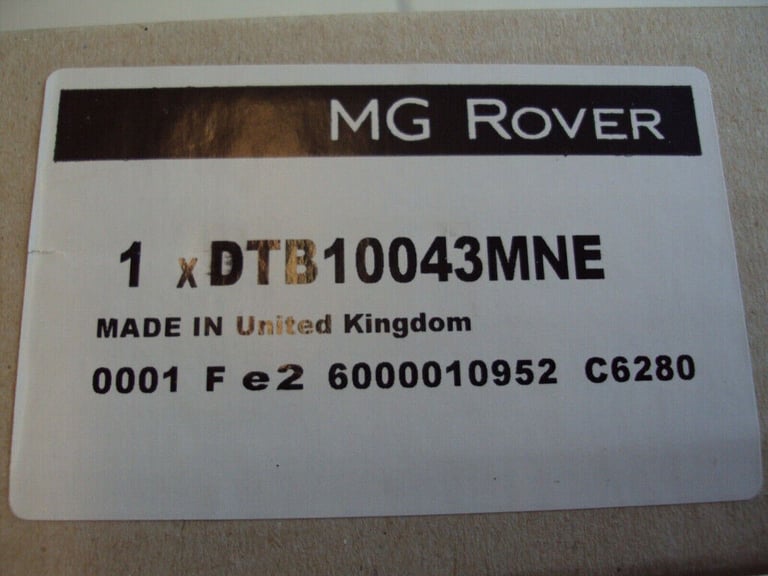 MG ROVER
1 x DTB10043MNE
MADE IN United Kingdom
0001 F e2 6000010952 C6280